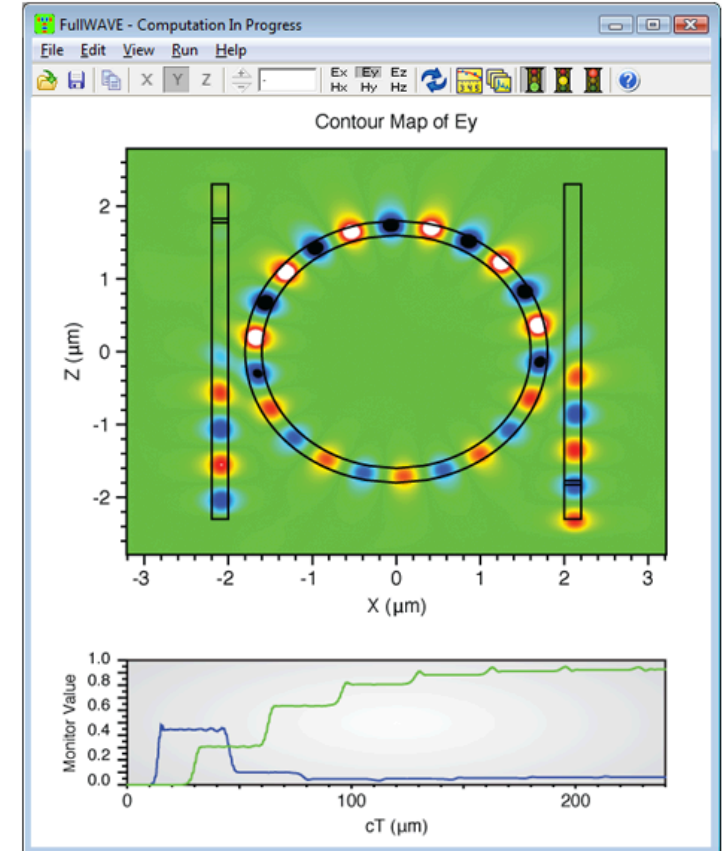 FullWAVE - Computation In Progress
File Edit View Run Help
X Y Z - Ex Ey Ez
Hx Hy Hz
Contour Map of Ey
Z (µm)
2
1
0
-1
-2
-3 -2 -1 0 1 2 3
X (µm)
Monitor Value
1.0
0.8
0.6
0.4
0.2
0.0
0 100 200
cT (µm)